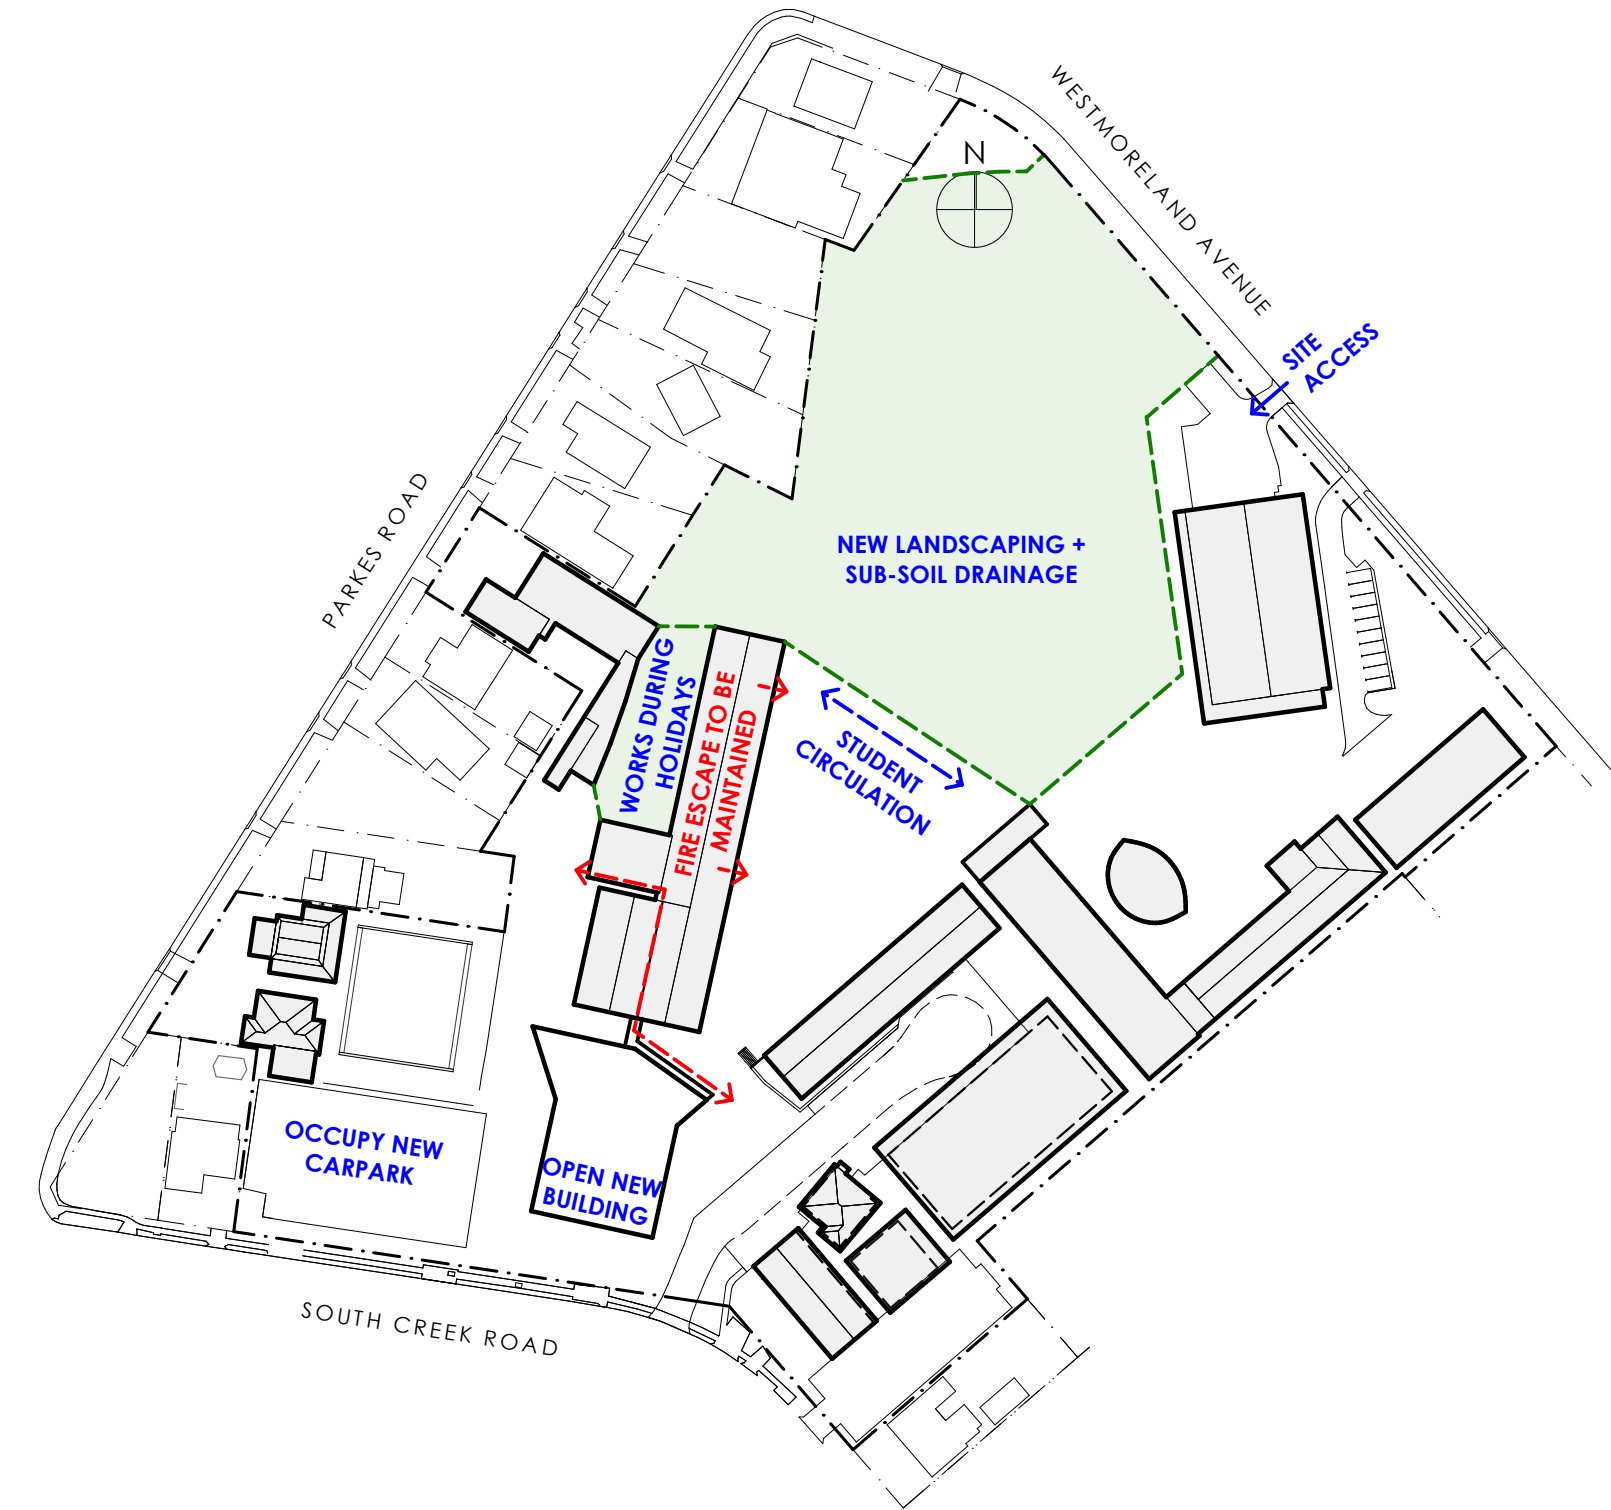 WESTMORELAND AVENUE
N
SITE
ACCESS
PARKES ROAD
NEW LANDSCAPING +
SUB-SOIL DRAINAGE
WORKS DURING
HOLIDAYS
FIRE ESCAPE TO BE
MAINTAINED
STUDENT
CIRCULATION
OCCUPY NEW
CARPARK
OPEN NEW
BUILDING
SOUTH CREEK ROAD